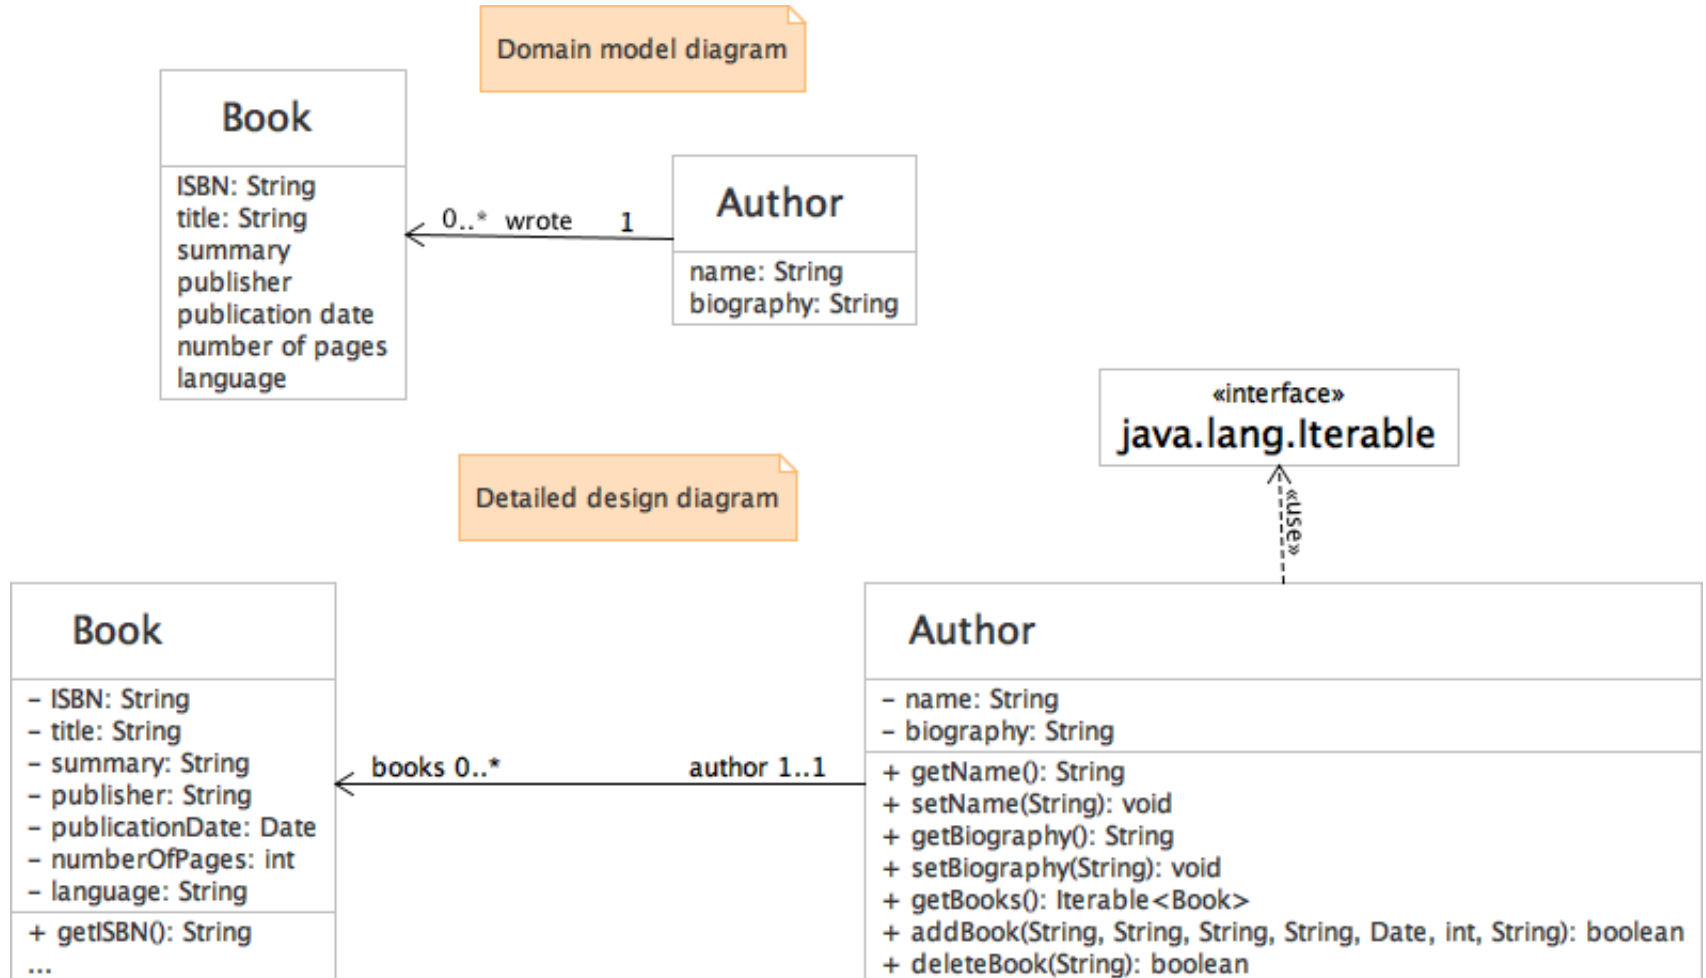 Domain model diagram
Book
ISBN: String
title: String
summary
publisher
publication date
number of pages
language
0..* wrote 1
Author
name: String
biography: String
«interface»
java.lang.Iterable
«use»
Detailed design diagram
Book
- ISBN: String
- title: String
- summary: String
- publisher: String
- publicationDate: Date
- numberOfPages: int
- language: String
+ getISBN(): String
...
books 0..* author 1..1
Author
- name: String
- biography: String
+ getName(): String
+ setName(String): void
+ getBiography(): String
+ setBiography(String): void
+ getBooks(): Iterable<Book>
+ addBook(String, String, String, String, Date, int, String): boolean
+ deleteBook(String): boolean